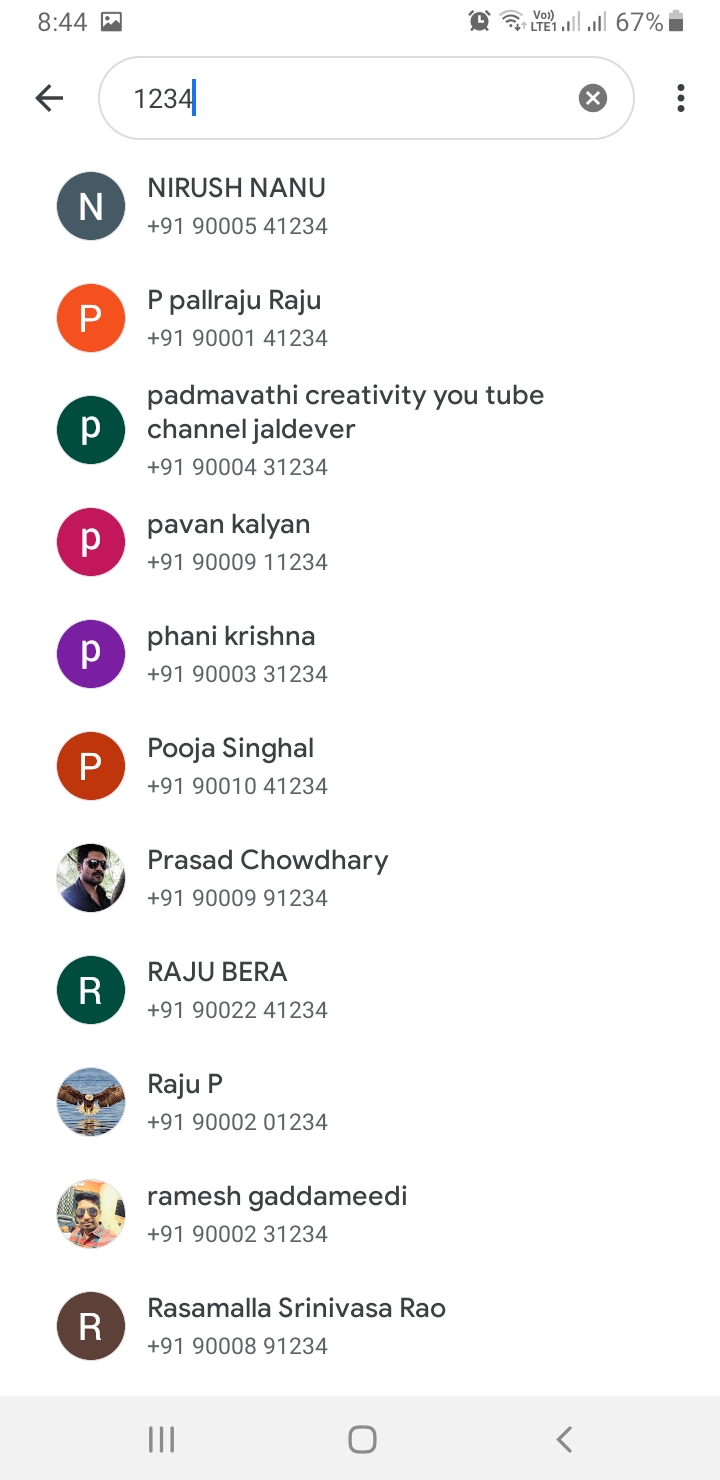 8:44 Vo)) LTE1 67%
1234
N NIRUSH NANU
+91 90005 41234
P P pallraju Raju
+91 90001 41234
padmavathi creativity you tube
p channel jaldever
+91 90004 31234
p pavan kalyan
+91 90009 11234
p phani krishna
+91 90003 31234
P Pooja Singhal
+91 90010 41234
Prasad Chowdhary
+91 90009 91234
R RAJU BERA
+91 90022 41234
Raju P
+91 90002 01234
ramesh gaddameedi
+91 90002 31234
R Rasamalla Srinivasa Rao
+91 90008 91234